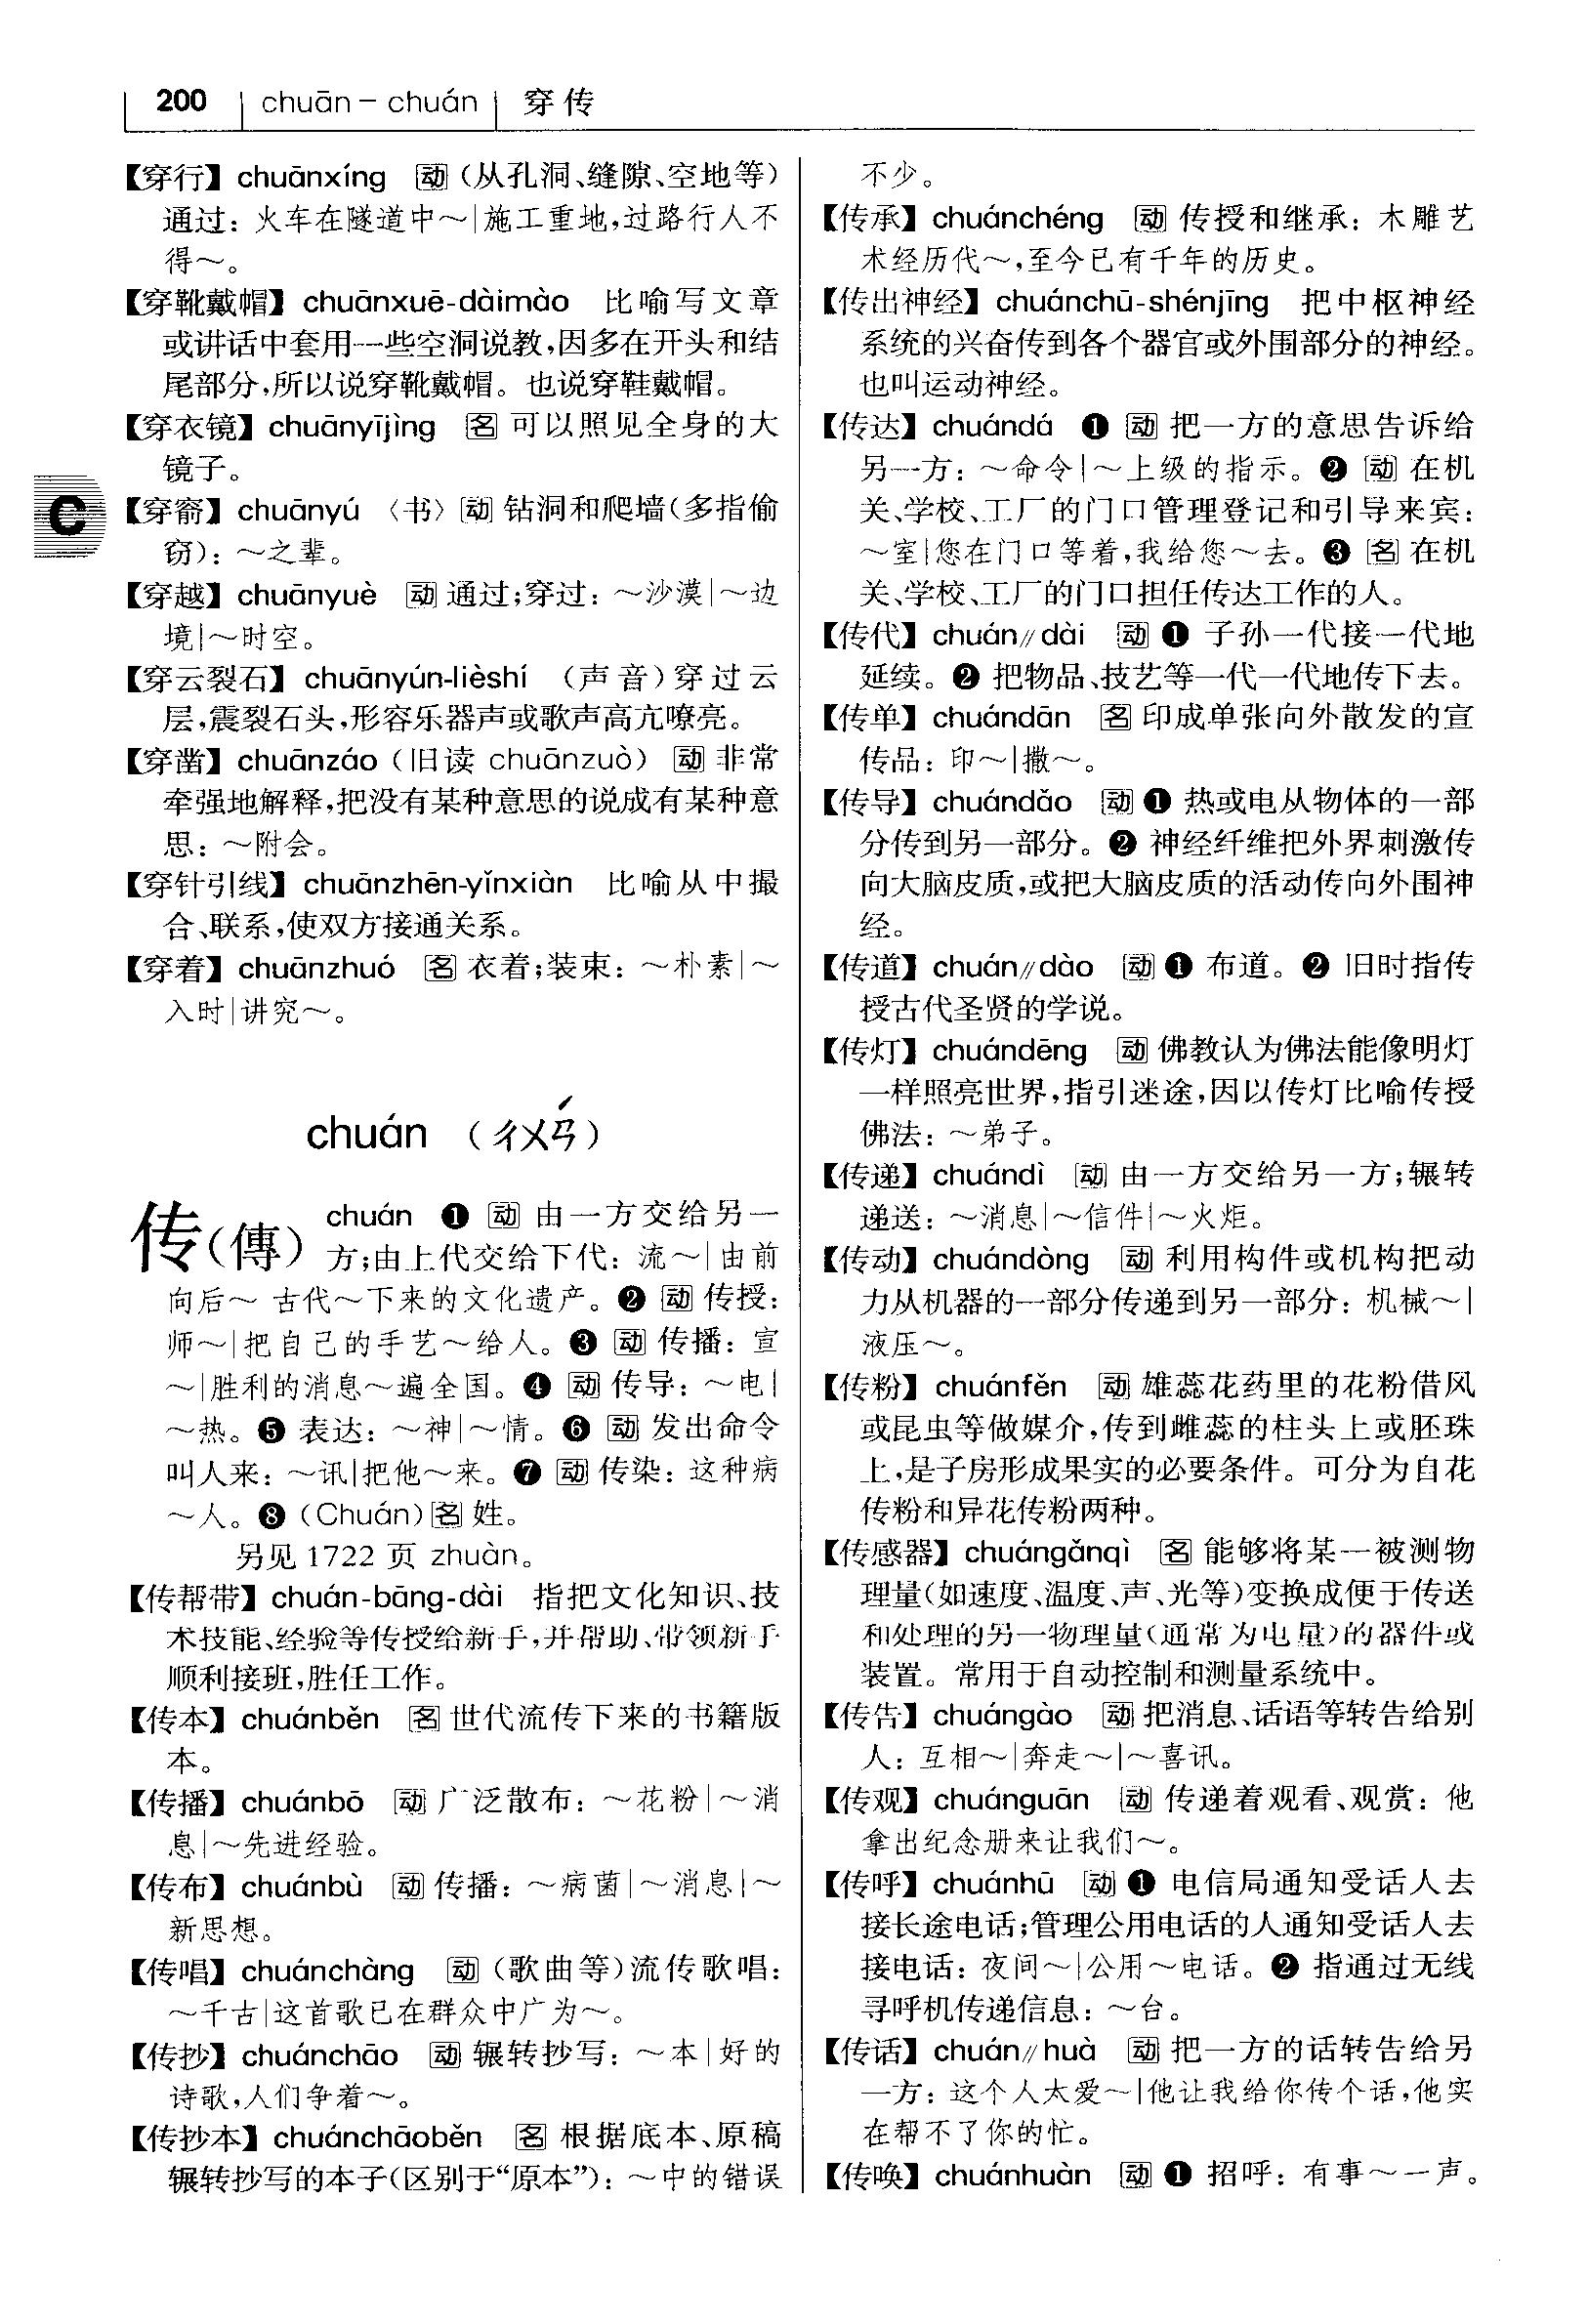 200 chuān－chuán 穿传
【穿行】chuānxíng 动（从孔洞、缝隙、空地等）
通过：火车在隧道中～｜施工重地，过路行人不
得～。
【穿靴戴帽】chuānxuē-dàimào 比喻写文章
或讲话中套用一些空洞说教，因多在开头和结
尾部分，所以说穿靴戴帽。也说穿鞋戴帽。
【穿衣镜】chuānyījìng 名 可以照见全身的大
镜子。
【穿窬】chuānyú 〈书〉动 钻洞和爬墙（多指偷
窃）：～之辈。
【穿越】chuānyuè 动 通过；穿过：～沙漠｜～边
境｜～时空。
【穿云裂石】chuānyún-lièshí （声音）穿过云
层，震裂石头，形容乐器声或歌声高亢嘹亮。
【穿凿】chuānzáo（旧读 chuānzuò）动 非常
牵强地解释，把没有某种意思的说成有某种意
思：～附会。
【穿针引线】chuānzhēn-yǐnxiàn 比喻从中撮
合、联系，使双方接通关系。
【穿着】chuānzhuó 名 衣着；装束：～朴素｜～
入时｜讲究～。
chuán （ㄔㄨㄢˊ）
传（傳） chuán ❶ 动 由一方交给另一
方；由上代交给下代：流～｜由前
向后～ 古代～下来的文化遗产。❷ 动 传授：
师～｜把自己的手艺～给人。❸ 动 传播：宣
～｜胜利的消息～遍全国。❹ 动 传导：～电｜
～热。❺ 表达：～神｜～情。❻ 动 发出命令
叫人来：～讯｜把他～来。❼ 动 传染：这种病
～人。❽（Chuán）名 姓。
另见 1722 页 zhuàn。
【传帮带】chuán-bāng-dài 指把文化知识、技
术技能、经验等传授给新手，并帮助、带领新手
顺利接班，胜任工作。
【传本】chuánběn 名 世代流传下来的书籍版
本。
【传播】chuánbō 动 广泛散布：～花粉｜～消
息｜～先进经验。
【传布】chuánbù 动 传播：～病菌｜～消息｜～
新思想。
【传唱】chuánchàng 动（歌曲等）流传歌唱：
～千古｜这首歌已在群众中广为～。
【传抄】chuánchāo 动 辗转抄写：～本｜好的
诗歌，人们争着～。
【传抄本】chuánchāoběn 名 根据底本、原稿
辗转抄写的本子（区别于“原本”）：～中的错误
不少。
【传承】chuánchéng 动 传授和继承：木雕艺
术经历代～，至今已有千年的历史。
【传出神经】chuánchū-shénjīng 把中枢神经
系统的兴奋传到各个器官或外围部分的神经。
也叫运动神经。
【传达】chuándá ❶ 动 把一方的意思告诉给
另一方：～命令｜～上级的指示。❷ 动 在机
关、学校、工厂的门口管理登记和引导来宾：
～室｜您在门口等着，我给您～去。❸ 名 在机
关、学校、工厂的门口担任传达工作的人。
【传代】chuán∥dài 动 ❶ 子孙一代接一代地
延续。❷ 把物品、技艺等一代一代地传下去。
【传单】chuándān 名 印成单张向外散发的宣
传品：印～｜撒～。
【传导】chuándǎo 动 ❶ 热或电从物体的一部
分传到另一部分。❷ 神经纤维把外界刺激传
向大脑皮质，或把大脑皮质的活动传向外围神
经。
【传道】chuán∥dào 动 ❶ 布道。❷ 旧时指传
授古代圣贤的学说。
【传灯】chuándēng 动 佛教认为佛法能像明灯
一样照亮世界，指引迷途，因以传灯比喻传授
佛法：～弟子。
【传递】chuándì 动 由一方交给另一方；辗转
递送：～消息｜～信件｜～火炬。
【传动】chuándòng 动 利用构件或机构把动
力从机器的一部分传递到另一部分：机械～｜
液压～。
【传粉】chuánfěn 动 雄蕊花药里的花粉借风
或昆虫等做媒介，传到雌蕊的柱头上或胚珠
上，是子房形成果实的必要条件。可分为自花
传粉和异花传粉两种。
【传感器】chuángǎnqì 名 能够将某一被测物
理量（如速度、温度、声、光等）变换成便于传送
和处理的另一物理量（通常为电量）的器件或
装置。常用于自动控制和测量系统中。
【传告】chuángào 动 把消息、话语等转告给别
人：互相～｜奔走～｜～喜讯。
【传观】chuánguān 动 传递着观看、观赏：他
拿出纪念册来让我们～。
【传呼】chuánhū 动 ❶ 电信局通知受话人去
接长途电话；管理公用电话的人通知受话人去
接电话：夜间～｜公用～电话。❷ 指通过无线
寻呼机传递信息：～台。
【传话】chuán∥huà 动 把一方的话转告给另
一方：这个人太爱～｜他让我给你传个话，他实
在帮不了你的忙。
【传唤】chuánhuàn 动 ❶ 招呼：有事～一声。
C